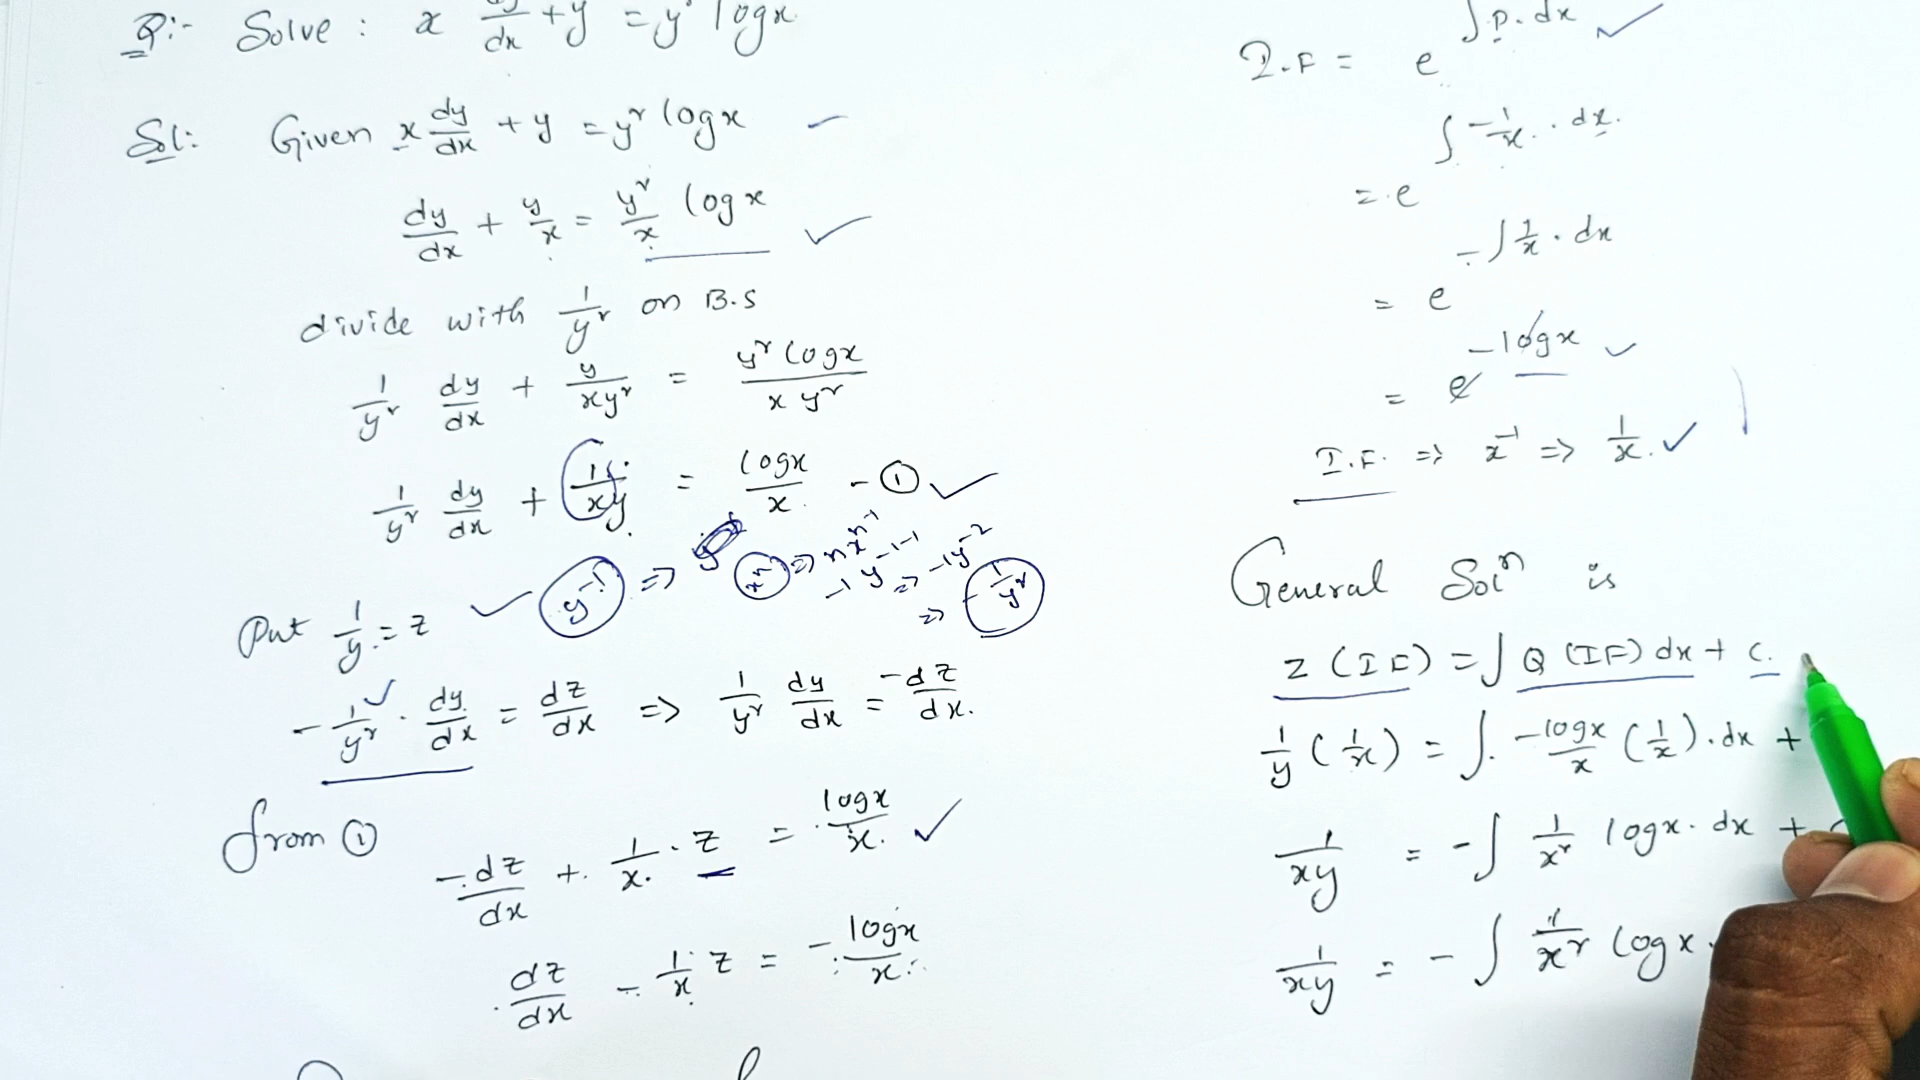 Q:- Solve : x dy/dx + y = y² log x.
Sol: Given x dy/dx + y = y² log x
dy/dx + y/x = y²/x log x
divide with 1/y² on B.S
1/y² dy/dx + y/xy² = y² log x / x y²
1/y² dy/dx + 1/xy = log x / x - ①
Put 1/y = z
y⁻¹ => xⁿ => n xⁿ⁻¹
-1 y⁻¹⁻¹ => -1y⁻²
=> -1/y²
-1/y² . dy/dx = dz/dx => 1/y² dy/dx = -dz/dx.
from ①
-dz/dx + 1/x . z = log x / x.
dz/dx - 1/x z = - log x / x
I.F = e^∫p.dx
= e^∫-1/x . dx.
= e^-∫1/x . dx
= e^-log x
I.F. => x⁻¹ => 1/x.
General Solⁿ is
z (IF) = ∫ Q (IF) dx + c.
1/y (1/x) = ∫. -log x / x (1/x) . dx +
1/xy = - ∫ 1/x² log x . dx +
1/xy = - ∫ 1/x² log x .